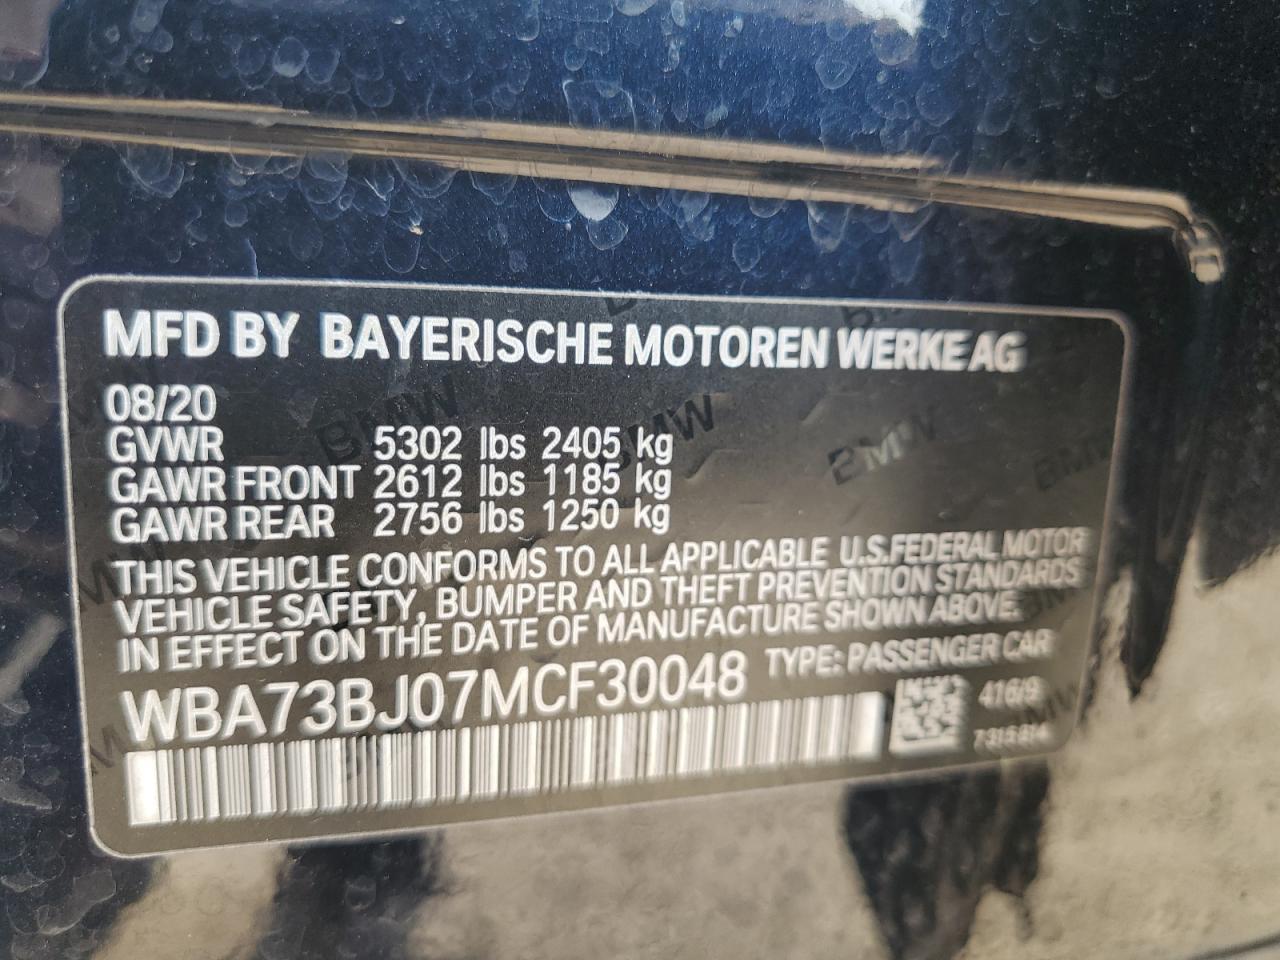 MFD BY BAYERISCHE MOTOREN WERKE AG
08/20
GVWR 5302 lbs 2405 kg
GAWR FRONT 2612 lbs 1185 kg
GAWR REAR 2756 lbs 1250 kg
THIS VEHICLE CONFORMS TO ALL APPLICABLE U.S.FEDERAL MOTOR
VEHICLE SAFETY, BUMPER AND THEFT PREVENTION STANDARDS
IN EFFECT ON THE DATE OF MANUFACTURE SHOWN ABOVE.
WBA73BJ07MCF30048 TYPE: PASSENGER CAR